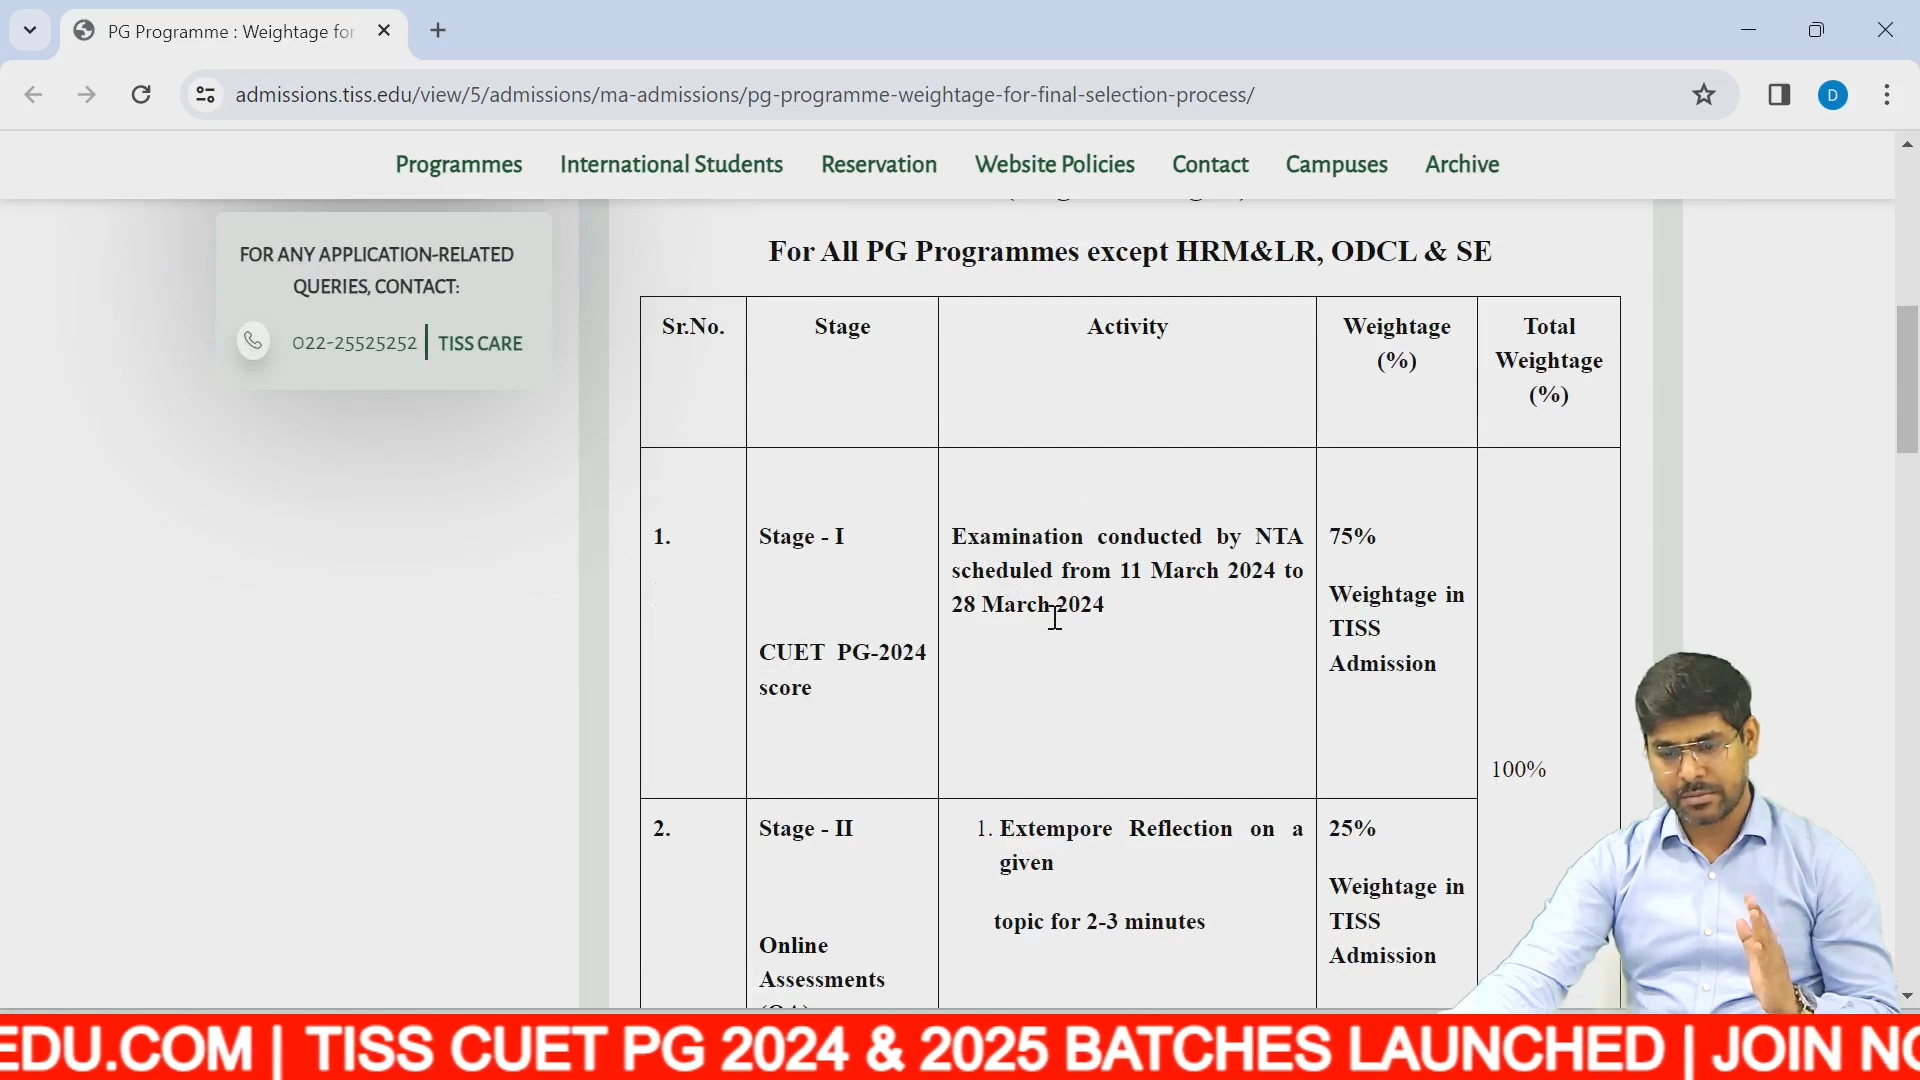 PG Programme : Weightage for
admissions.tiss.edu/view/5/admissions/ma-admissions/pg-programme-weightage-for-final-selection-process/
D
Programmes International Students Reservation Website Policies Contact Campuses Archive
FOR ANY APPLICATION-RELATED
QUERIES, CONTACT:
022-25525252 | TISS CARE
For All PG Programmes except HRM&LR, ODCL & SE
Sr.No.
Stage
Activity
Weightage
(%)
Total
Weightage
(%)
1.
Stage - I
CUET PG-2024
score
Examination conducted by NTA
scheduled from 11 March 2024 to
28 March 2024
75%
Weightage in
TISS
Admission
100%
2.
Stage - II
Online
Assessments
1. Extempore Reflection on a
given
topic for 2-3 minutes
25%
Weightage in
TISS
Admission
EDU.COM | TISS CUET PG 2024 & 2025 BATCHES LAUNCHED | JOIN NO